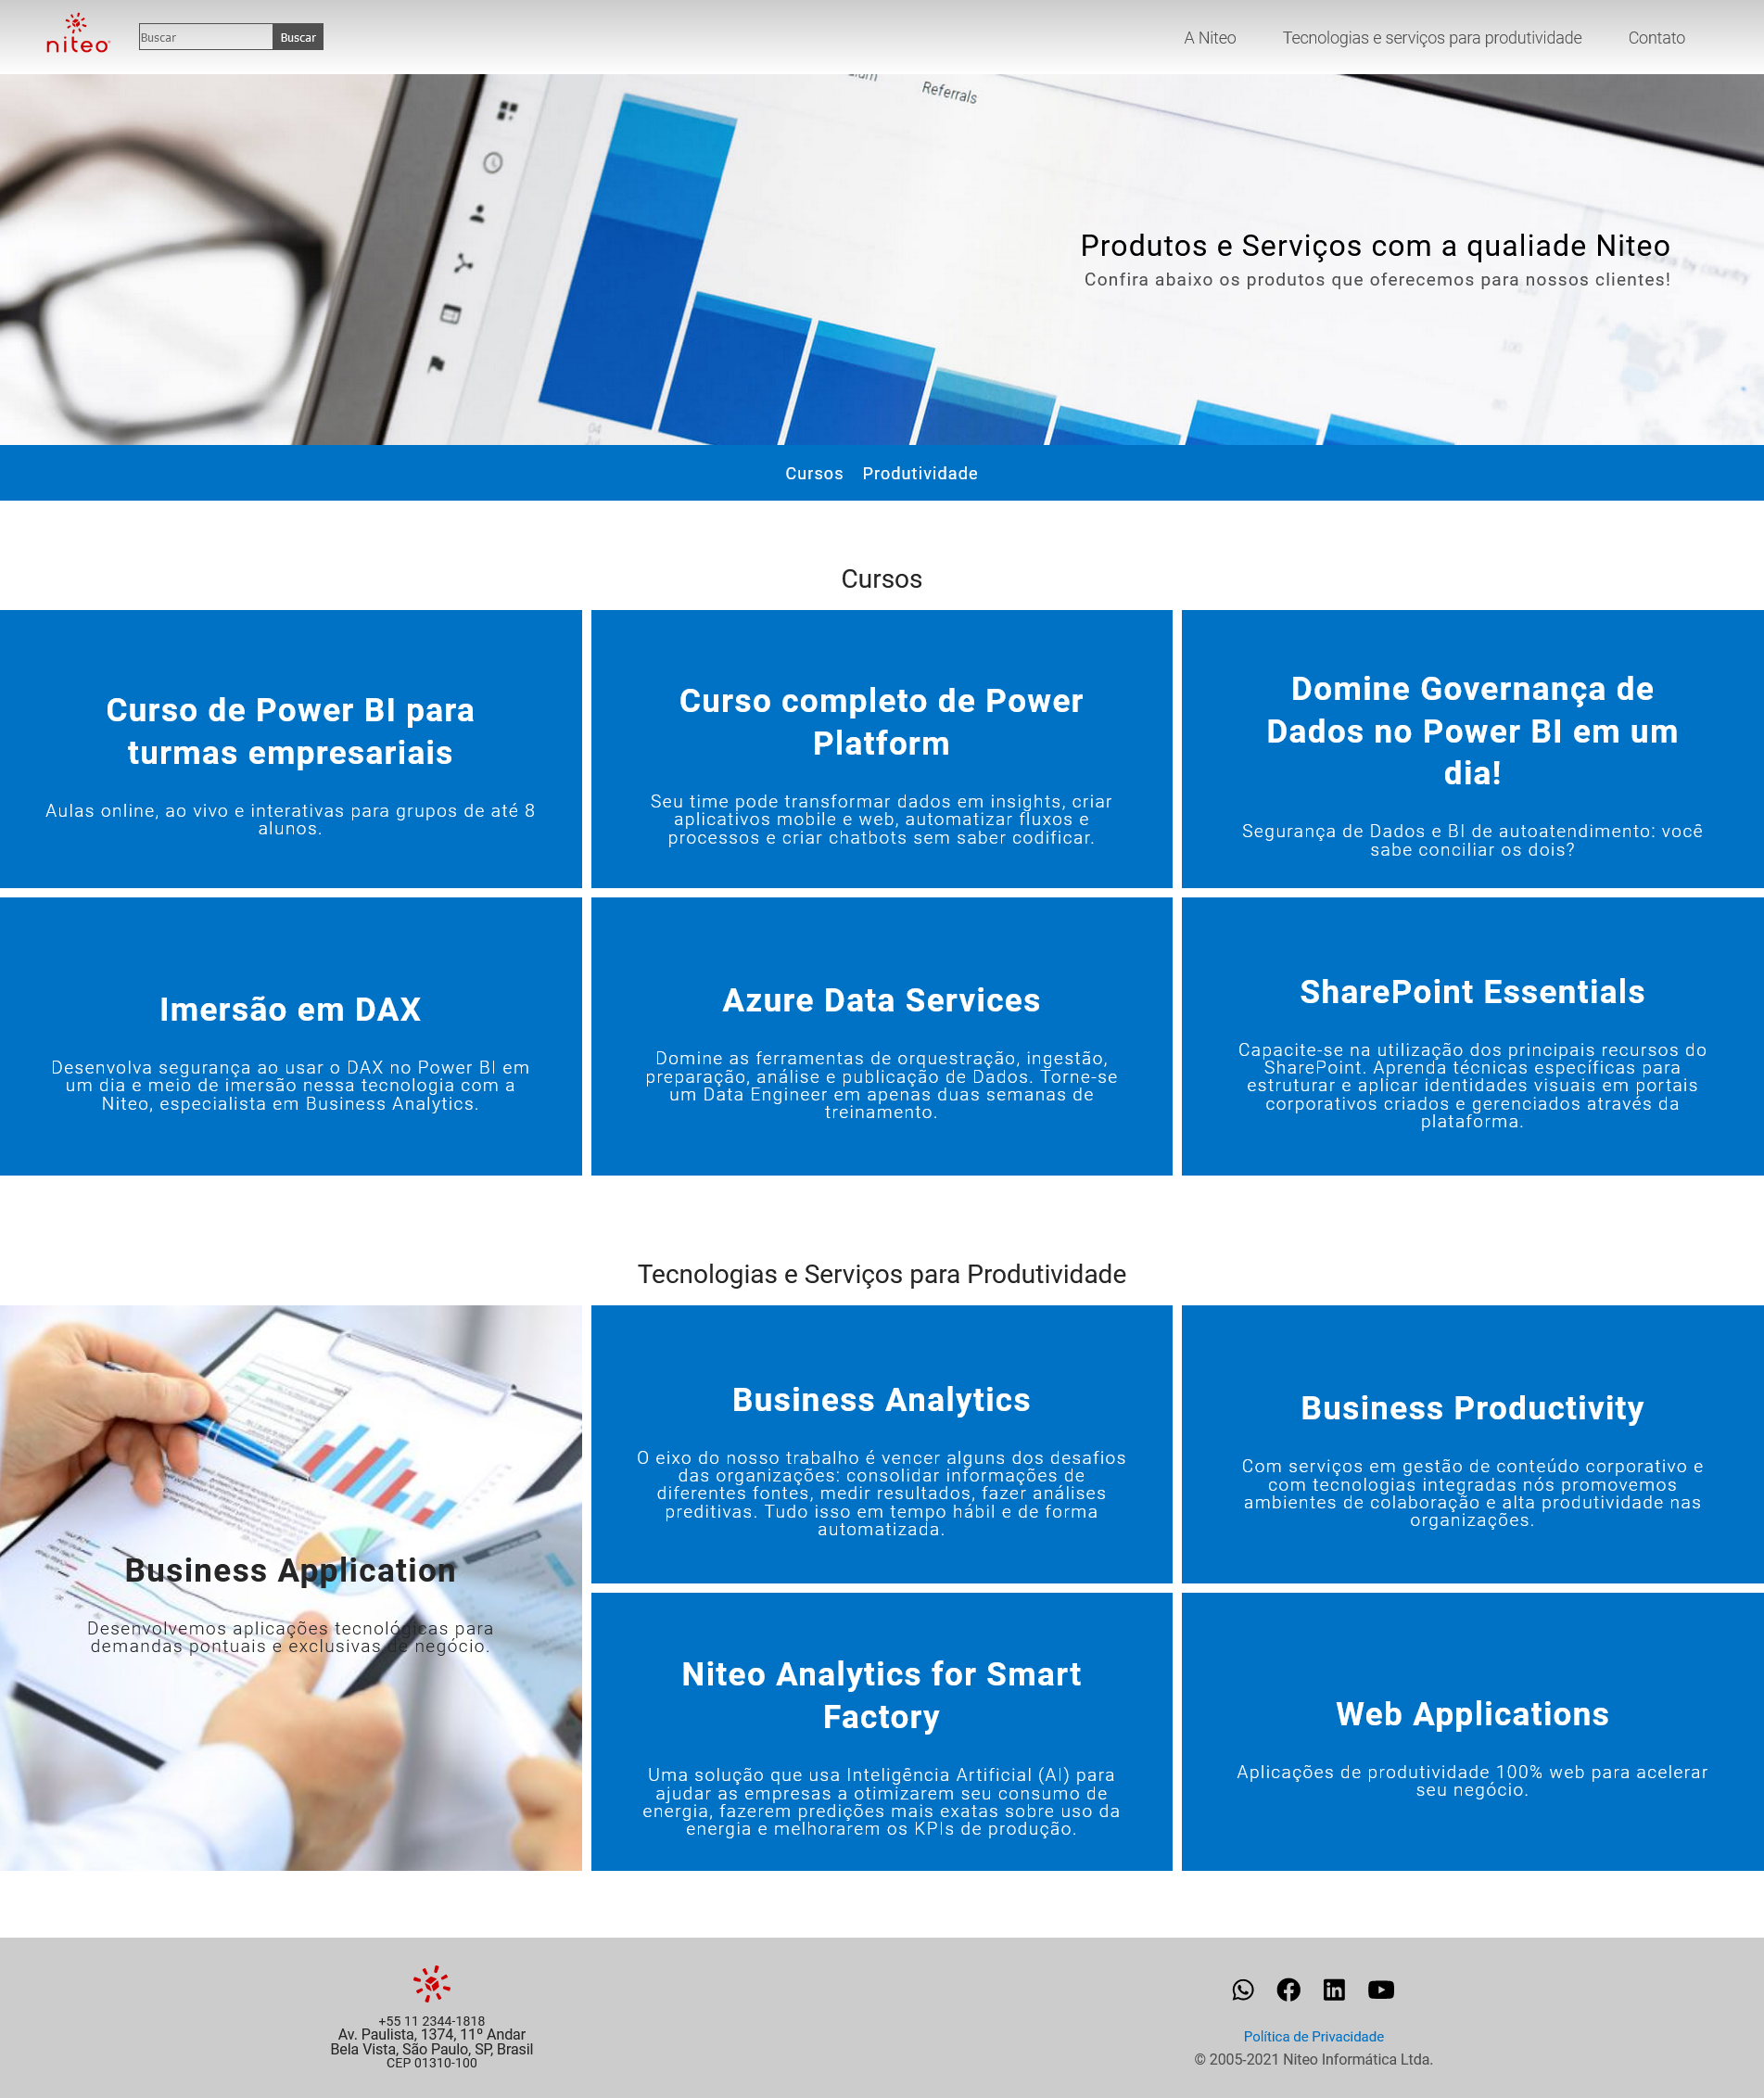 niteo
Buscar
Buscar
A Niteo
Tecnologias e serviços para produtividade
Contato
Referrals
Produtos e Serviços com a qualiade Niteo
Confira abaixo os produtos que oferecemos para nossos clientes!
Cursos
Produtividade
Cursos
Curso de Power BI para
turmas empresariais
Aulas online, ao vivo e interativas para grupos de até 8
alunos.
Curso completo de Power
Platform
Seu time pode transformar dados em insights, criar
aplicativos mobile e web, automatizar fluxos e
processos e criar chatbots sem saber codificar.
Domine Governança de
Dados no Power BI em um
dia!
Segurança de Dados e BI de autoatendimento: você
sabe conciliar os dois?
Imersão em DAX
Desenvolva segurança ao usar o DAX no Power BI em
um dia e meio de imersão nessa tecnologia com a
Niteo, especialista em Business Analytics.
Azure Data Services
Domine as ferramentas de orquestração, ingestão,
preparação, análise e publicação de Dados. Torne-se
um Data Engineer em apenas duas semanas de
treinamento.
SharePoint Essentials
Capacite-se na utilização dos principais recursos do
SharePoint. Aprenda técnicas específicas para
estruturar e aplicar identidades visuais em portais
corporativos criados e gerenciados através da
plataforma.
Tecnologias e Serviços para Produtividade
Business Application
Desenvolvemos aplicações tecnológicas para
demandas pontuais e exclusivas de negócio.
Business Analytics
O eixo do nosso trabalho é vencer alguns dos desafios
das organizações: consolidar informações de
diferentes fontes, medir resultados, fazer análises
preditivas. Tudo isso em tempo hábil e de forma
automatizada.
Business Productivity
Com serviços em gestão de conteúdo corporativo e
com tecnologias integradas nós promovemos
ambientes de colaboração e alta produtividade nas
organizações.
Niteo Analytics for Smart
Factory
Uma solução que usa Inteligência Artificial (AI) para
ajudar as empresas a otimizarem seu consumo de
energia, fazerem predições mais exatas sobre uso da
energia e melhorarem os KPIs de produção.
Web Applications
Aplicações de produtividade 100% web para acelerar
seu negócio.
+55 11 2344-1818
Av. Paulista, 1374, 11º Andar
Bela Vista, São Paulo, SP, Brasil
CEP 01310-100
Política de Privacidade
© 2005-2021 Niteo Informática Ltda.